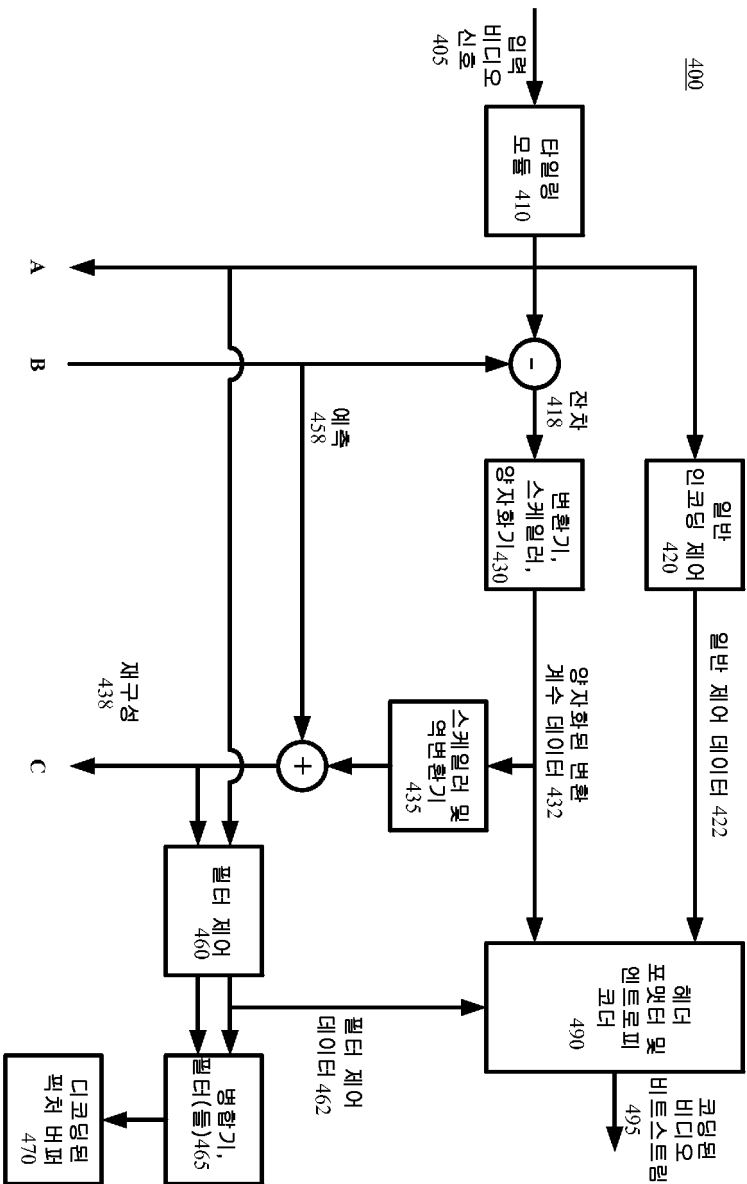 400
입력
비디오
신호
405
타일링
모듈 410
A
B
-
잔차
418
예측
458
일반
인코딩 제어
420
변환기,
스케일러,
양자화기430
일반 제어 데이터 422
양자화된 변환
계수 데이터 432
스케일러 및
역변환기
435
+
재구성
438
C
필터 제어
460
필터 제어
데이터 462
헤더
포맷터 및
엔트로피
코더
490
병합기,
필터(들)465
디코딩된
픽처 버퍼
470
코딩된
비디오
비트스트림
495